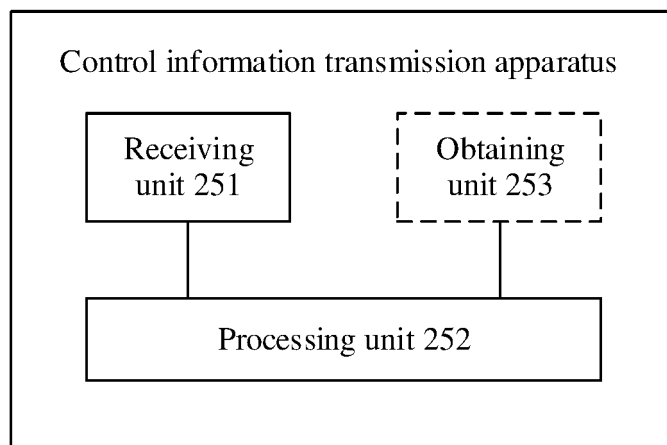 Control information transmission apparatus
Receiving
unit 251
Obtaining
unit 253
Processing unit 252